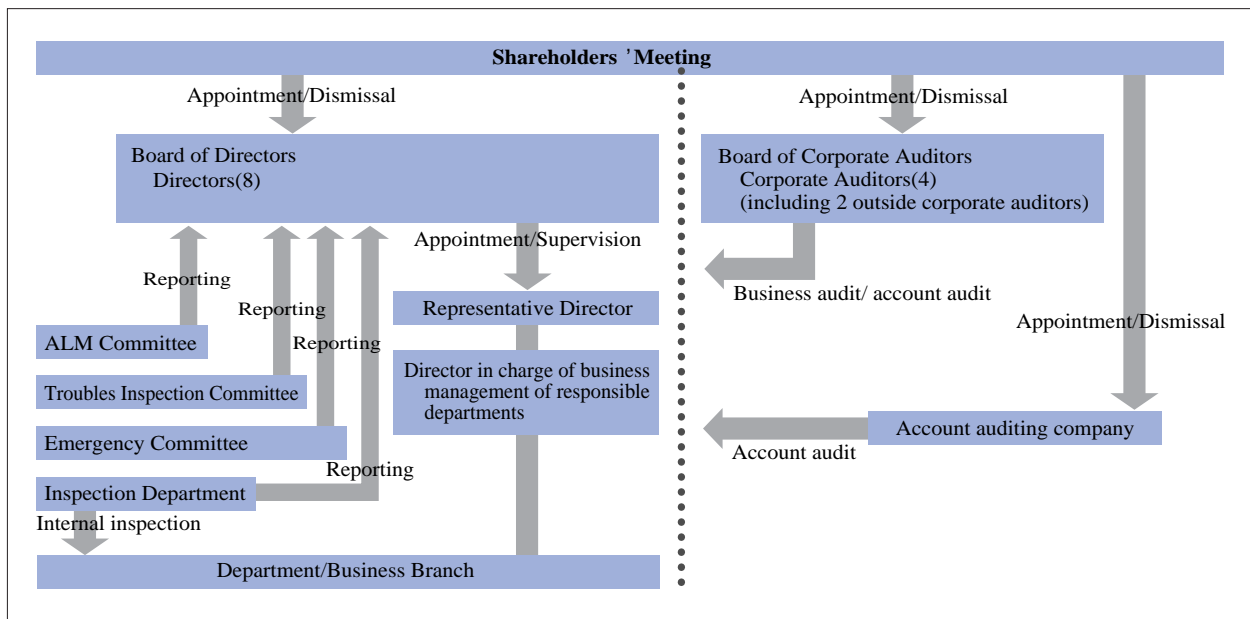 Shareholders ’Meeting
Appointment/Dismissal
Appointment/Dismissal
Board of Directors
Directors(8)
Board of Corporate Auditors
Corporate Auditors(4)
(including 2 outside corporate auditors)
Appointment/Supervision
Reporting
Business audit/ account audit
Reporting
Representative Director
Appointment/Dismissal
Reporting
ALM Committee
Director in charge of business
management of responsible
departments
Troubles Inspection Committee
Account auditing company
Emergency Committee
Account audit
Reporting
Inspection Department
Internal inspection
Department/Business Branch